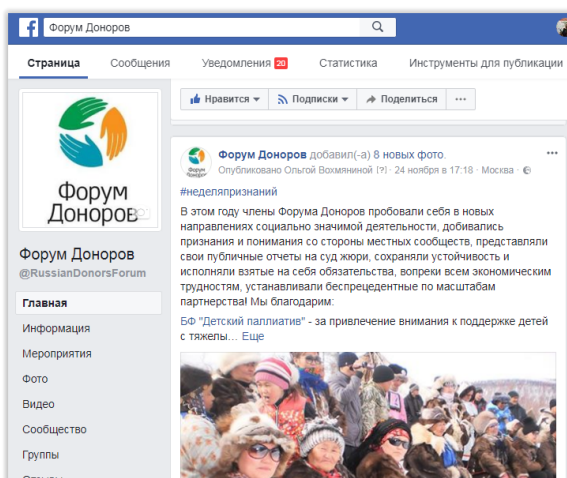 Форум Доноров
Страница Сообщения Уведомления 20 Статистика Инструменты для публикации
Нравится Подписки Поделиться ...
Форум
Доноров
Форум Доноров
@RussianDonorsForum
Главная
Информация
Мероприятия
Фото
Видео
Сообщество
Группы
Форум Доноров добавил(-а) 8 новых фото.
Опубликовано Ольгой Вохмяниной [?] · 24 ноября в 17:18 · Москва ·
#неделяпризнаний
В этом году члены Форума Доноров пробовали себя в новых
направлениях социально значимой деятельности, добивались
признания и понимания со стороны местных сообществ, представляли
свои публичные отчеты на суд жюри, сохраняли устойчивость и
исполняли взятые на себя обязательства, вопреки всем экономическим
трудностям, устанавливали беспрецедентные по масштабам
партнерства! Мы благодарим:
БФ "Детский паллиатив" - за привлечение внимания к поддержке детей
с тяжелы... Еще